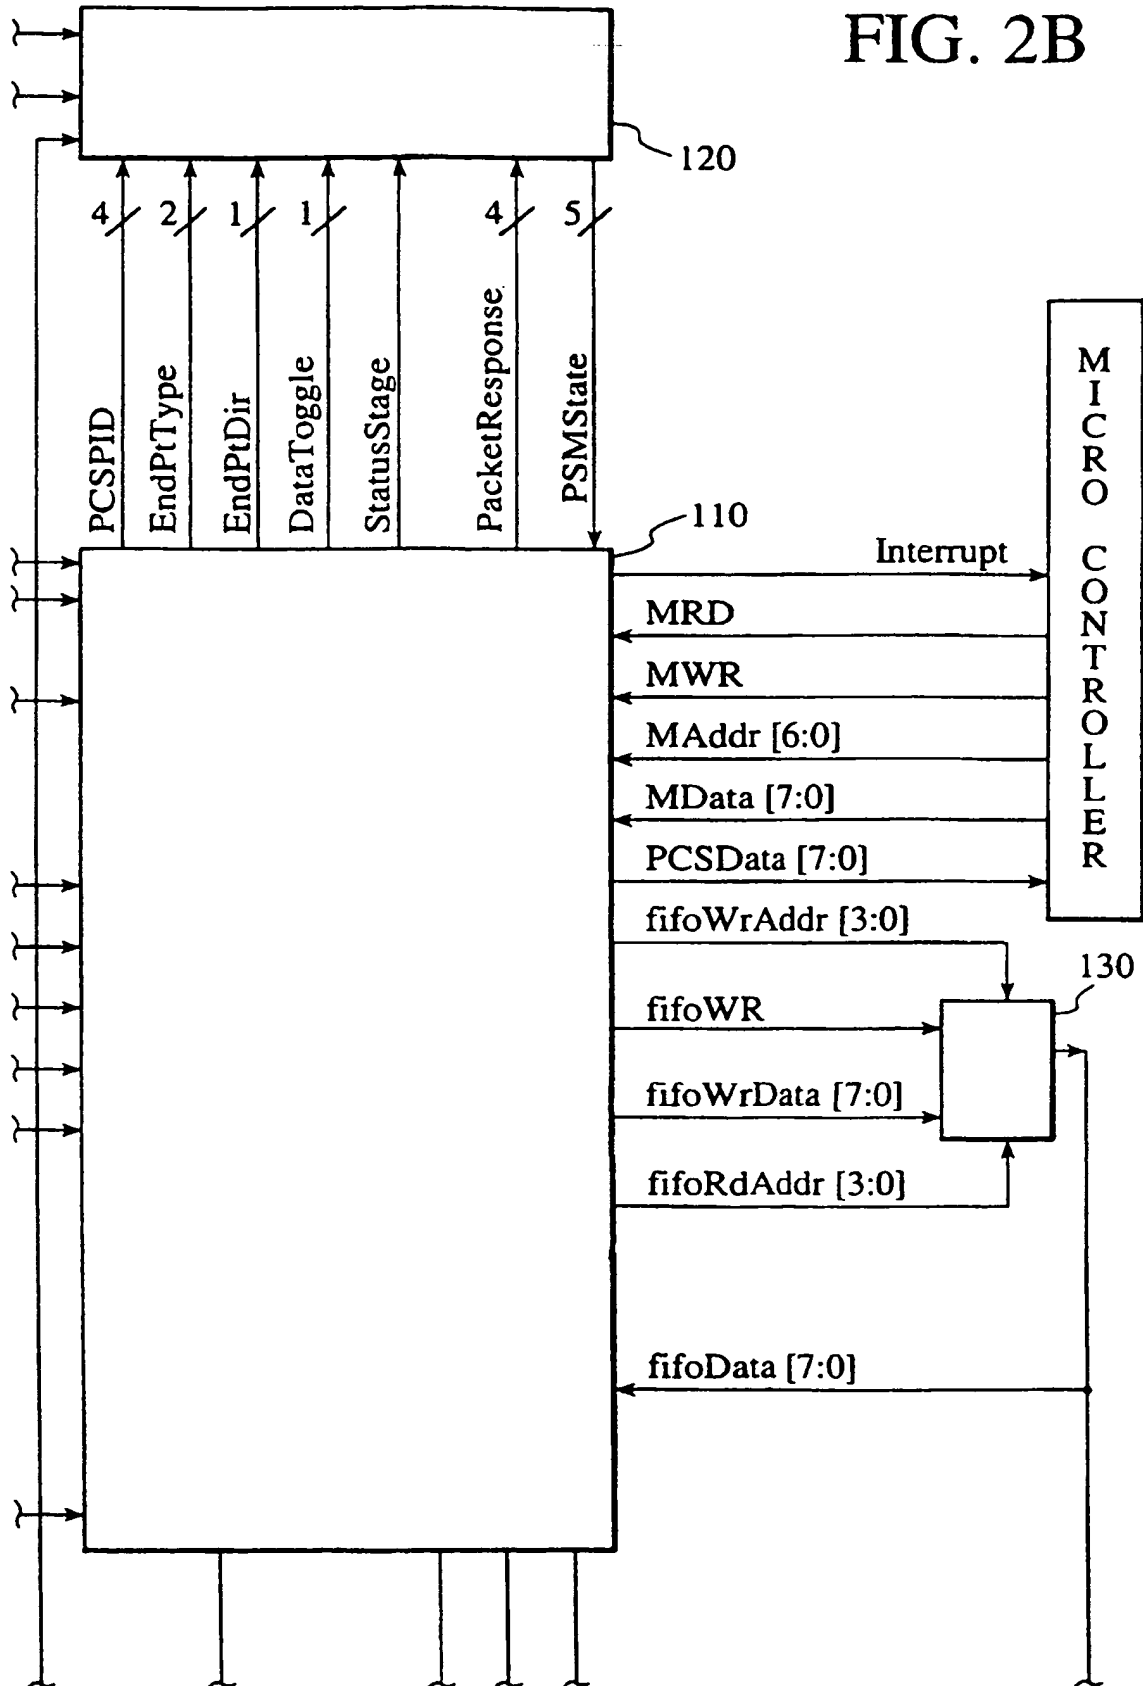 FIG. 2B
120
4
2
1
1
4
5
PCSPID
EndPtType
EndPtDir
DataToggle
StatusStage
PacketResponse
PSMState
110
MICRO CONTROLLER
Interrupt
MRD
MWR
MAddr [6:0]
MData [7:0]
PCSData [7:0]
fifoWrAddr [3:0]
130
fifoWR
fifoWrData [7:0]
fifoRdAddr [3:0]
fifoData [7:0]